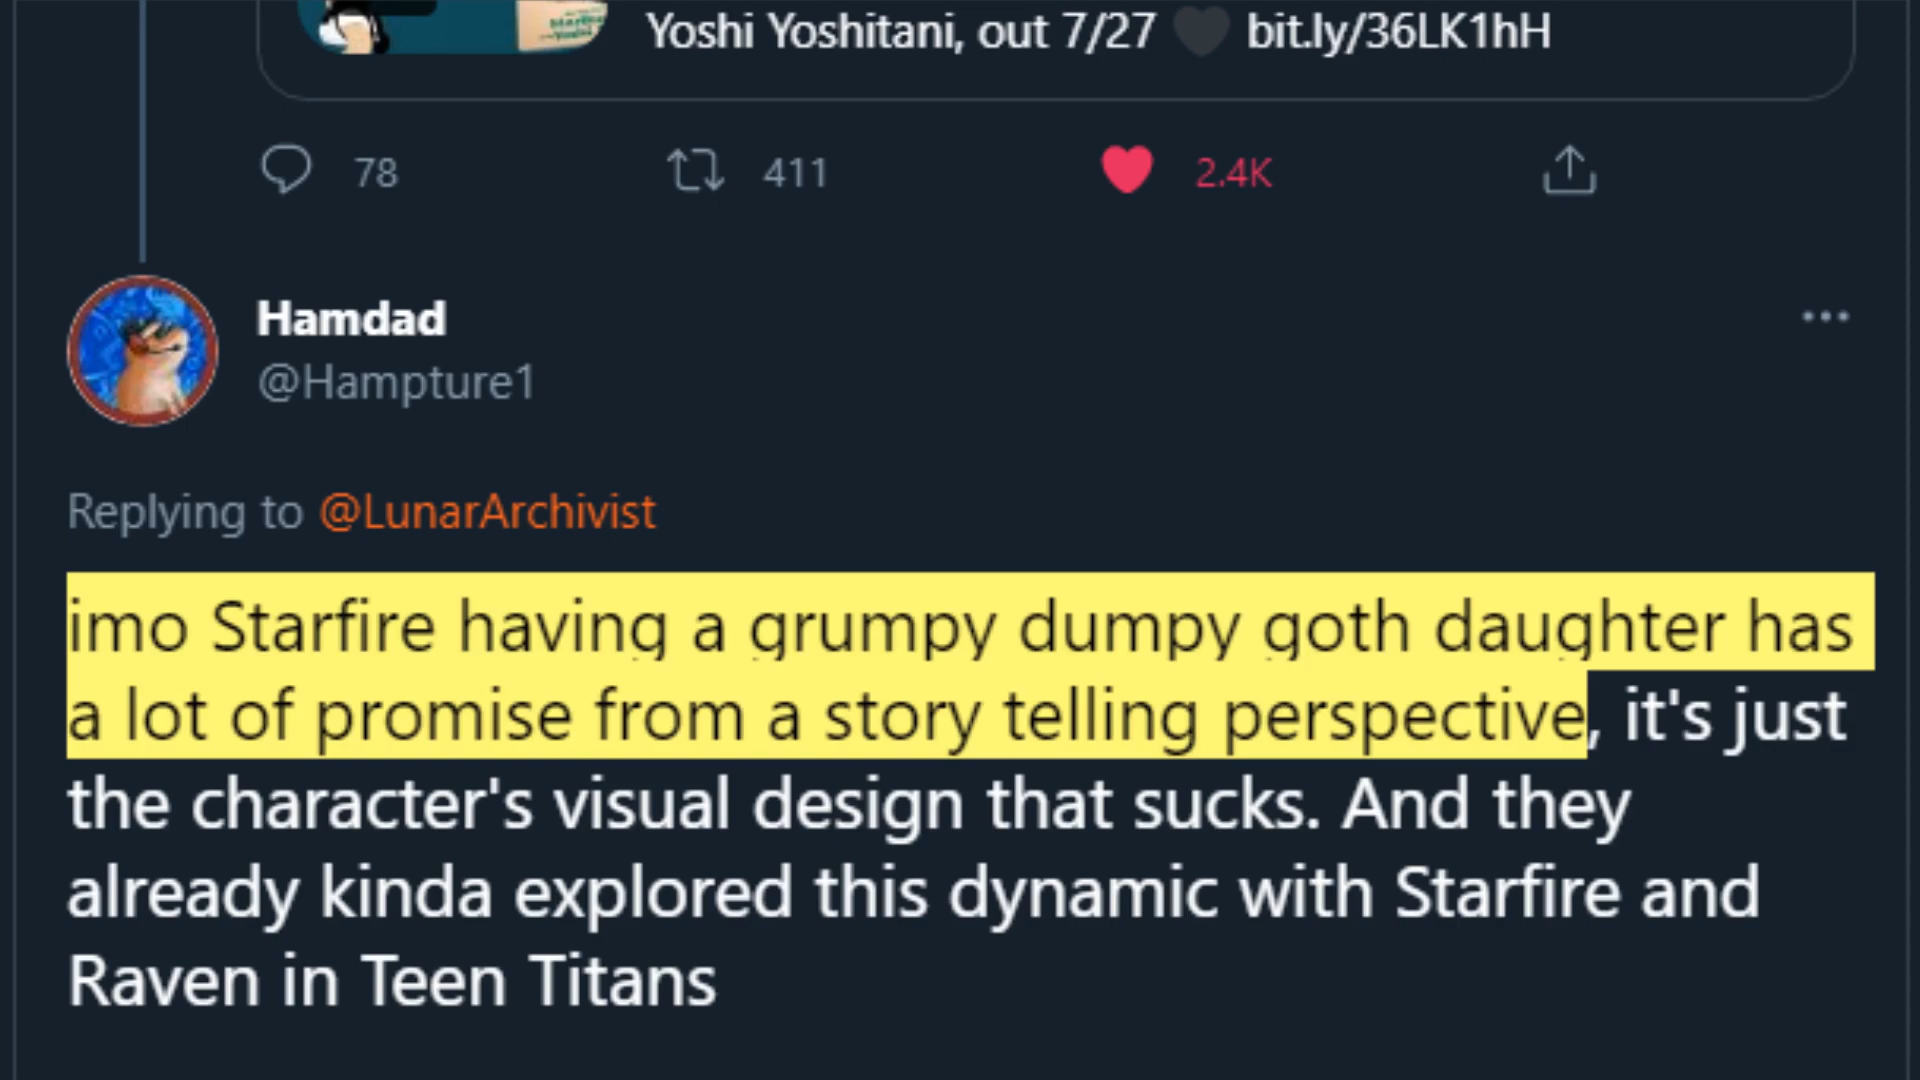 Yoshi Yoshitani, out 7/27 🖤 bit.ly/36LK1hH
78 411 2.4K
Hamdad
@Hampture1
Replying to @LunarArchivist
imo Starfire having a grumpy dumpy goth daughter has
a lot of promise from a story telling perspective, it's just
the character's visual design that sucks. And they
already kinda explored this dynamic with Starfire and
Raven in Teen Titans